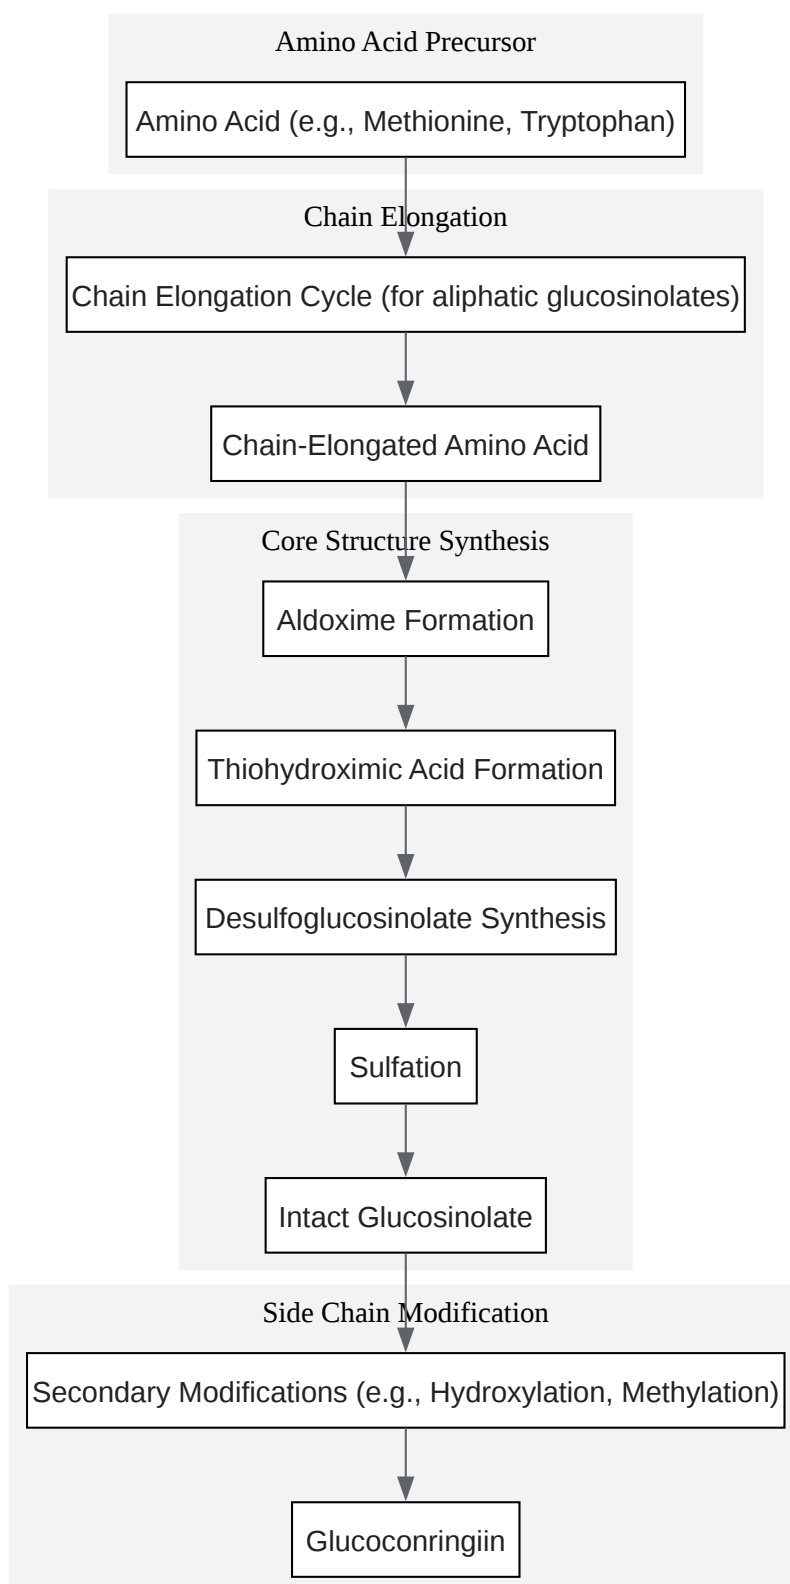 Amino Acid Precursor
Amino Acid (e.g., Methionine, Tryptophan)
Chain Elongation
Chain Elongation Cycle (for aliphatic glucosinolates)
Chain-Elongated Amino Acid
Core Structure Synthesis
Aldoxime Formation
Thiohydroximic Acid Formation
Desulfoglucosinolate Synthesis
Sulfation
Intact Glucosinolate
Side Chain Modification
Secondary Modifications (e.g., Hydroxylation, Methylation)
Glucoconringiin